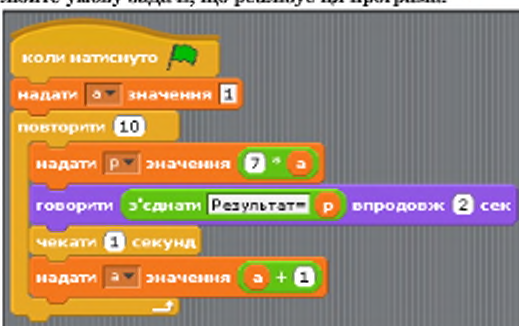 коли натиснуто
надати a значення 1
повторити 10
надати p значення 7 * a
говорити з'єднати Результат= p впродовж 2 сек
чекати 1 секунд
надати a значення a + 1